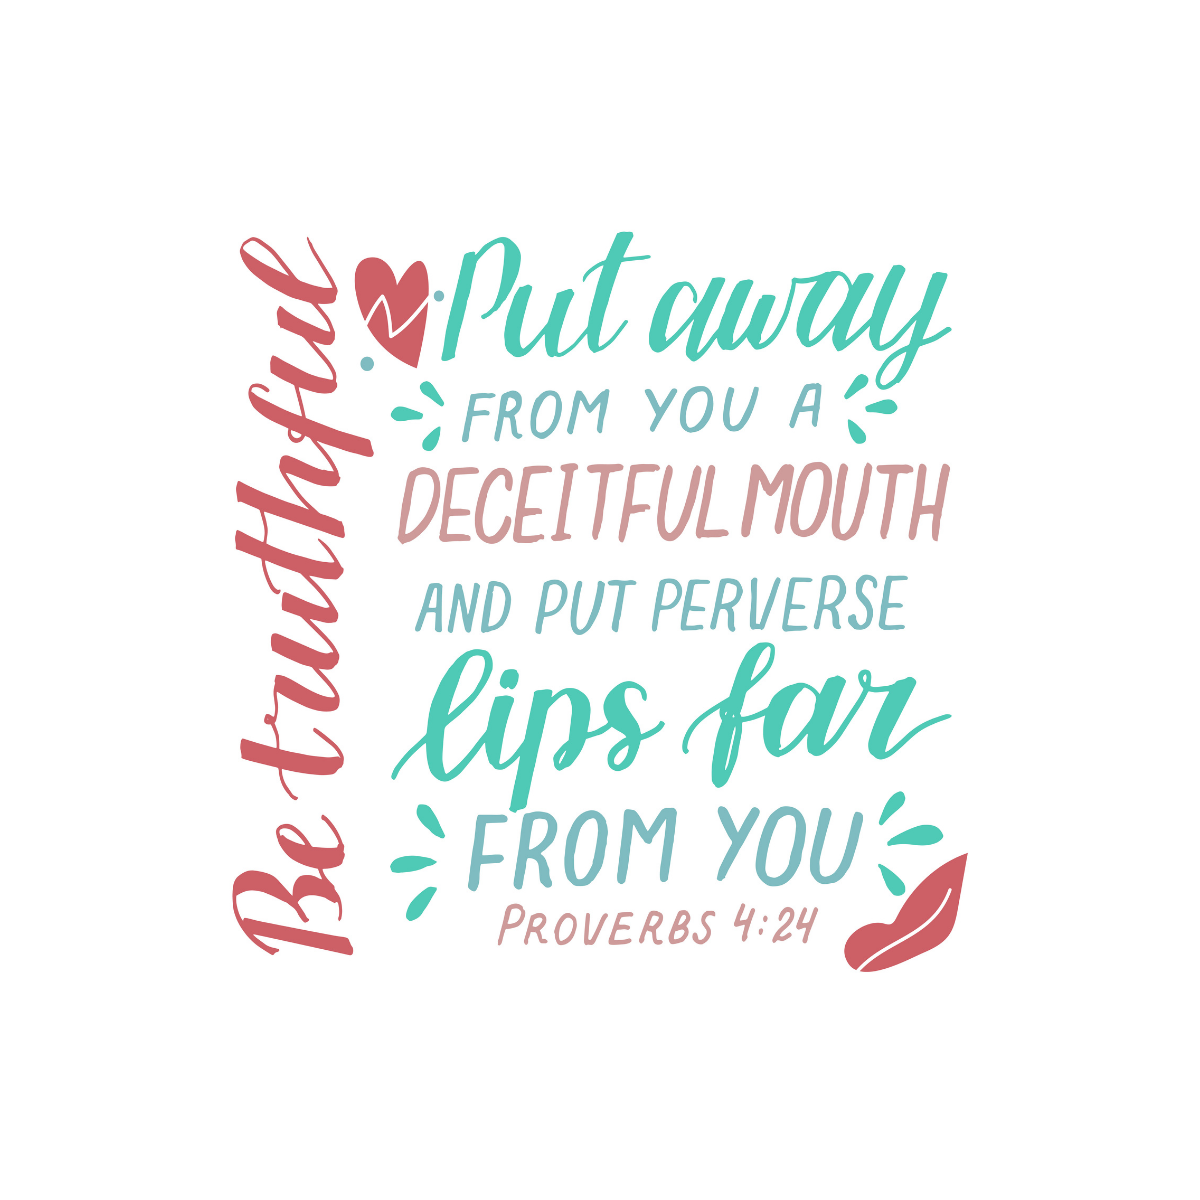 Be truthful
Put away
FROM YOU A
DECEITFUL MOUTH
AND PUT PERVERSE
lips far
FROM YOU
PROVERBS 4:24